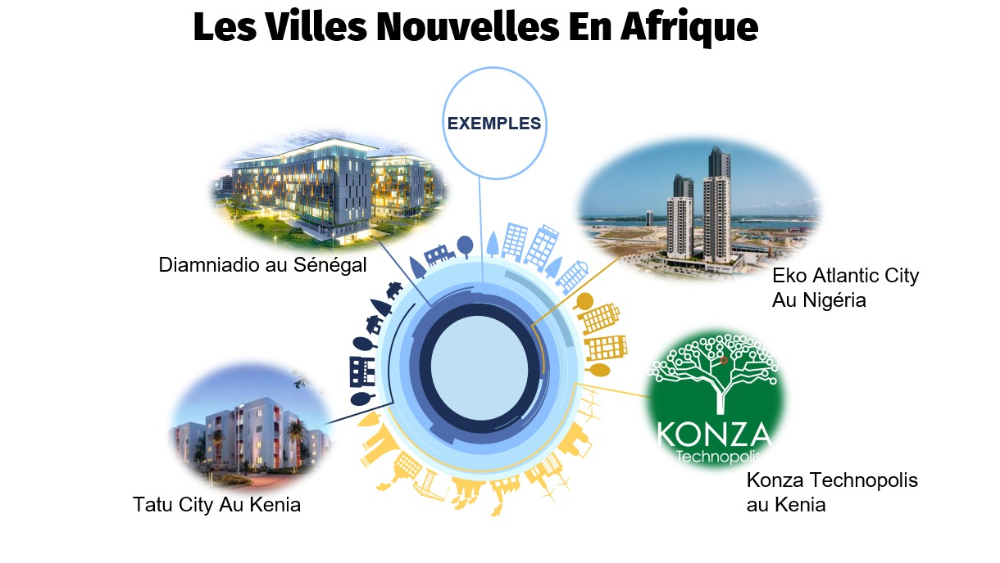 Les Villes Nouvelles En Afrique
EXEMPLES
Diamniadio au Sénégal
Eko Atlantic City
Au Nigéria
KONZA
Technopolis
Konza Technopolis
au Kenia
Tatu City Au Kenia